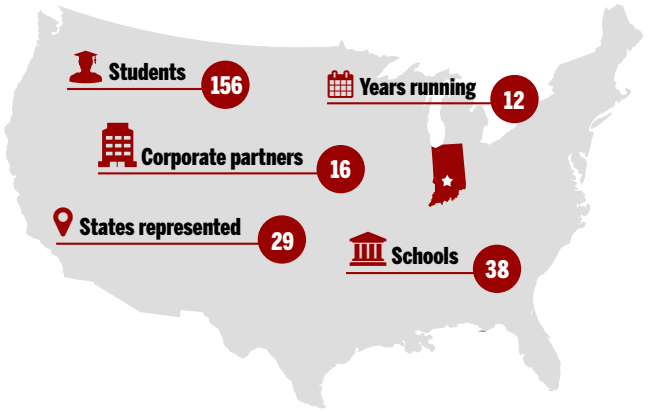 Students 156
Years running 12
Corporate partners 16
States represented 29
Schools 38